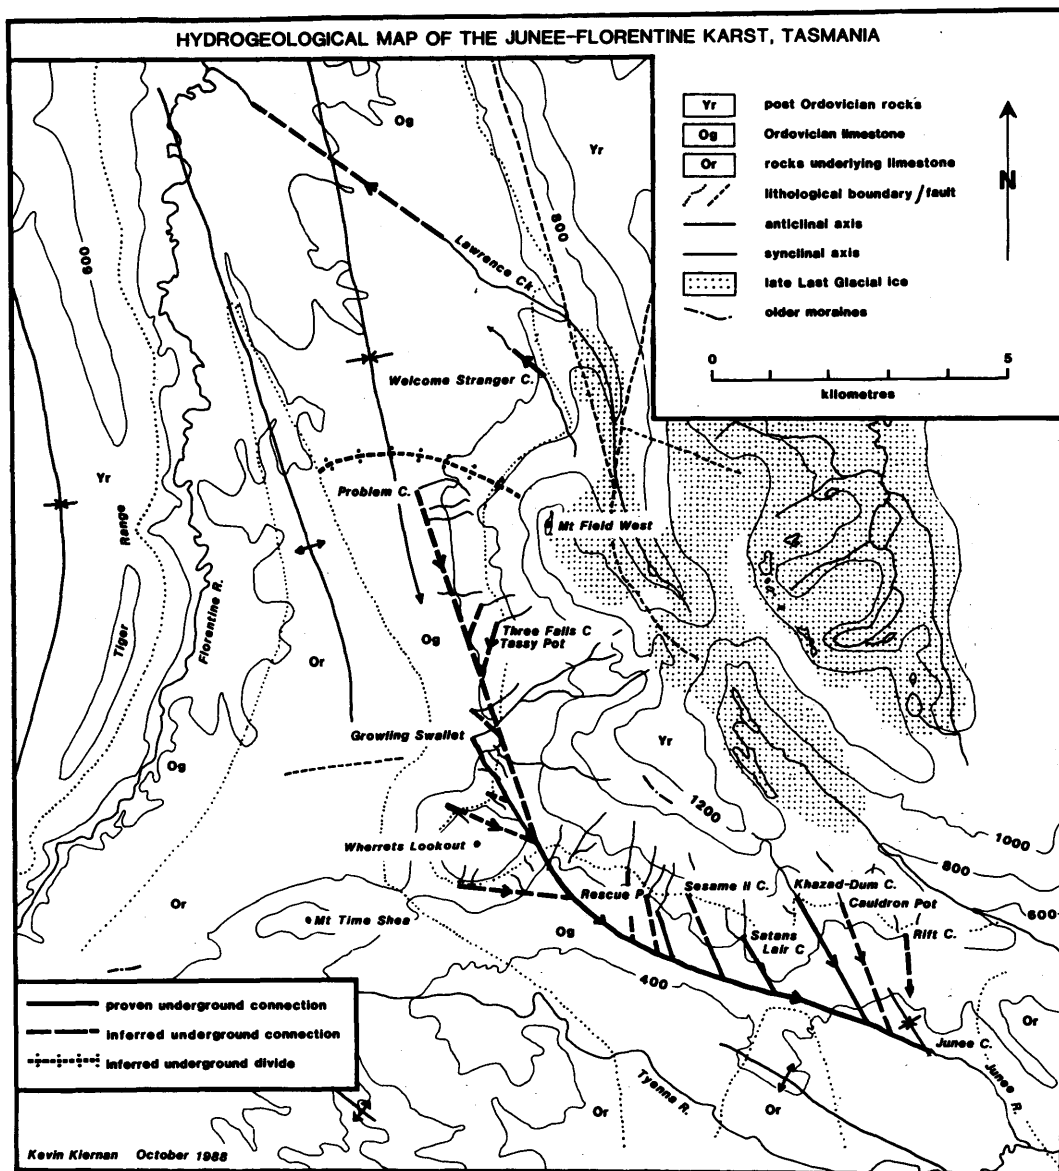 HYDROGEOLOGICAL MAP OF THE JUNEE-FLORENTINE KARST, TASMANIA
Yr post Ordovician rocks
Og Ordovician limestone
Or rocks underlying limestone
lithological boundary / fault
anticlinal axis
synclinal axis
late Last Glacial ice
older moraines
N
0 5
kilometres
Og
Yr
600
800
Lawrence Ck
Welcome Stranger C.
Yr
Problem C.
Mt Field West
Range
Florentine R.
Tiger
Three Falls C
Tassy Pot
Og
Or
Growling Swallet
Yr
Og
1200
1000
Wherrets Lookout
800
Rescue P.
Sesame II C.
Khazad-Dum C.
Cauldron Pot
600
Or
Mt Time Shea
Og
Satans
Lair C
Rift C.
400
Or
Junee C.
Junee R.
Tyenna R.
Or
Or
proven underground connection
inferred underground connection
inferred underground divide
Kevin Kiernan October 1988